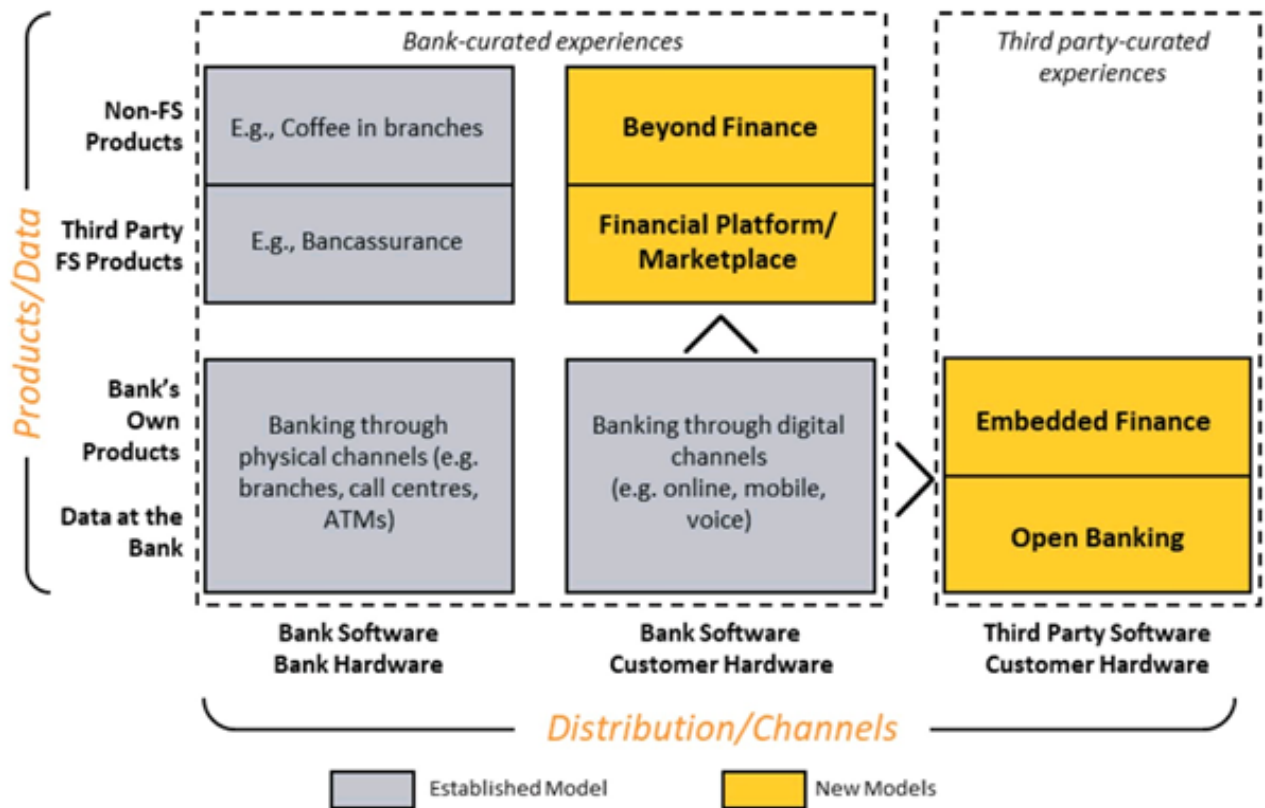 Bank-curated experiences
Third party-curated
experiences
Non-FS
Products
E.g., Coffee in branches
Beyond Finance
Third Party
FS Products
E.g., Bancassurance
Financial Platform/
Marketplace
Products/Data
Bank's
Own
Products
Data at the
Bank
Banking through
physical channels (e.g.
branches, call centres,
ATMs)
Banking through digital
channels
(e.g. online, mobile,
voice)
Embedded Finance
Open Banking
Bank Software
Bank Hardware
Bank Software
Customer Hardware
Third Party Software
Customer Hardware
Distribution/Channels
Established Model
New Models